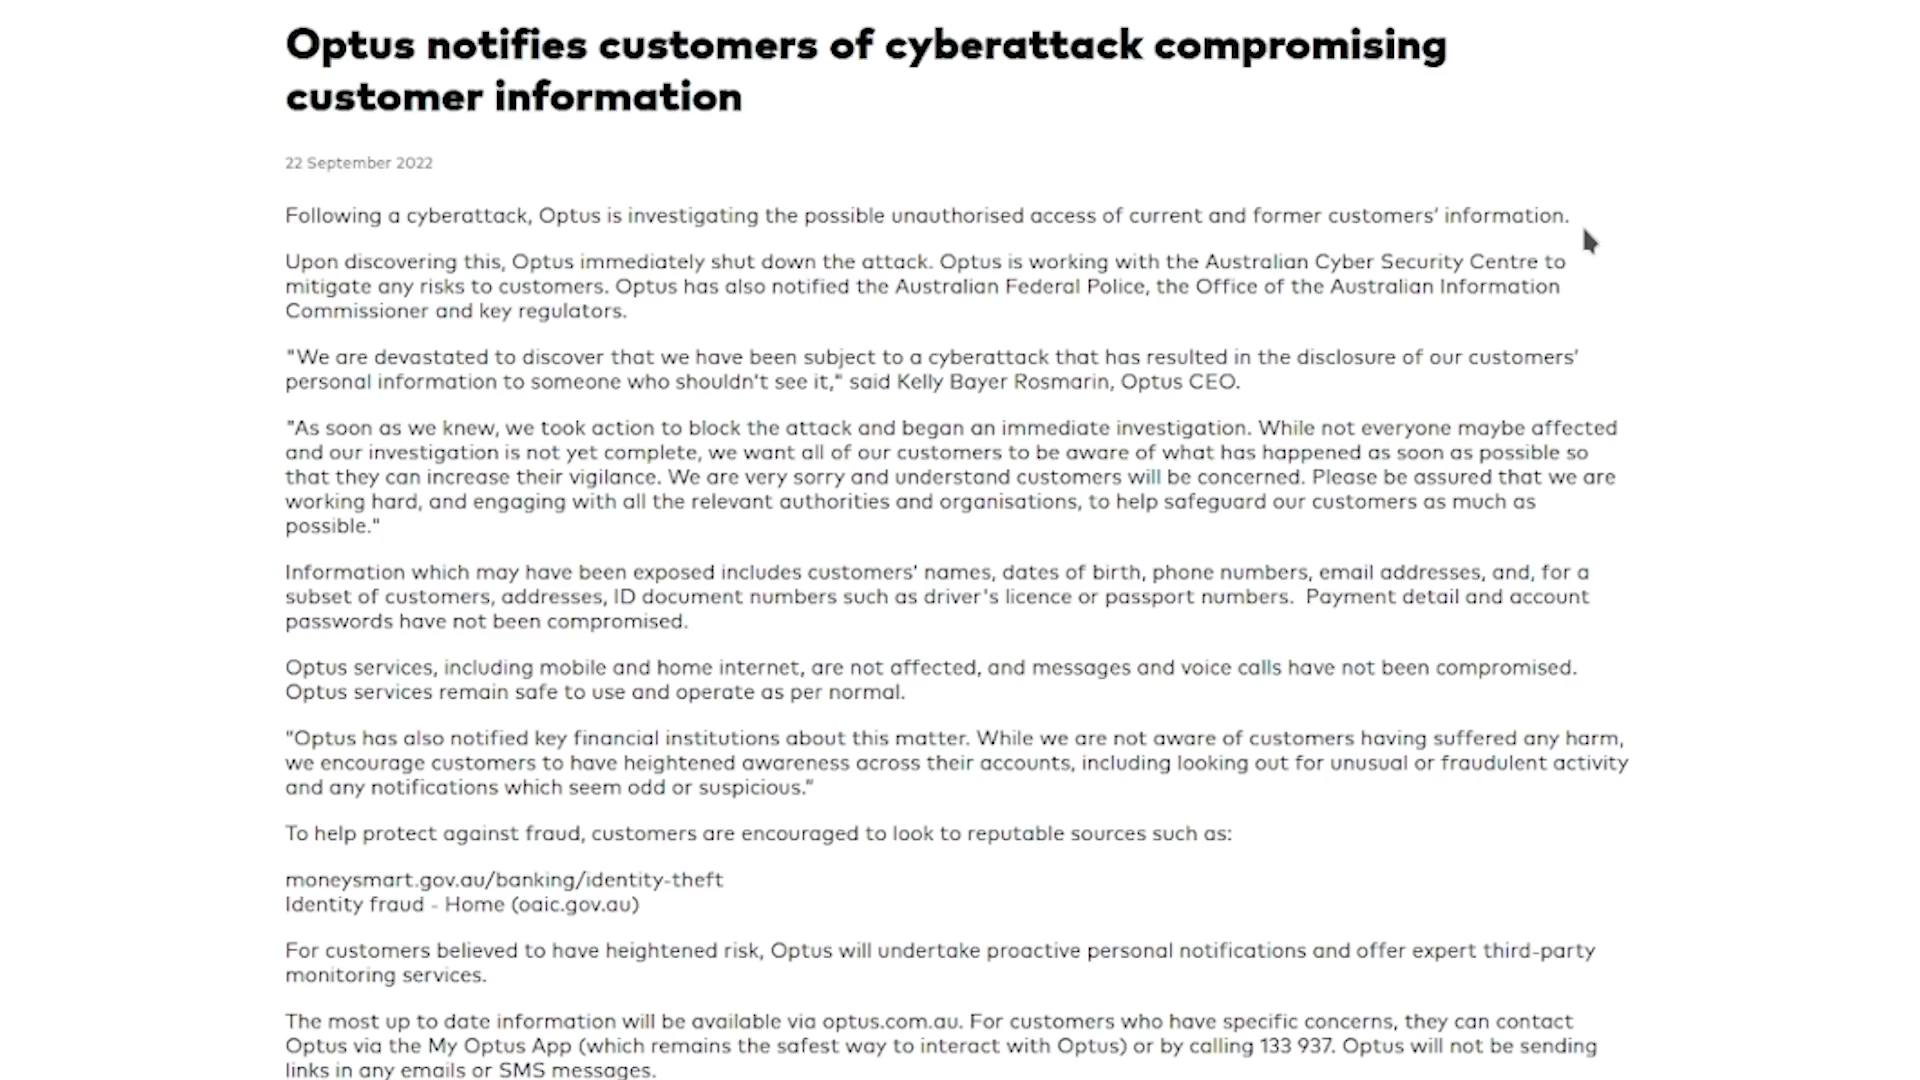 Optus notifies customers of cyberattack compromising
customer information
22 September 2022
Following a cyberattack, Optus is investigating the possible unauthorised access of current and former customers’ information.
Upon discovering this, Optus immediately shut down the attack. Optus is working with the Australian Cyber Security Centre to
mitigate any risks to customers. Optus has also notified the Australian Federal Police, the Office of the Australian Information
Commissioner and key regulators.
"We are devastated to discover that we have been subject to a cyberattack that has resulted in the disclosure of our customers’
personal information to someone who shouldn't see it," said Kelly Bayer Rosmarin, Optus CEO.
"As soon as we knew, we took action to block the attack and began an immediate investigation. While not everyone maybe affected
and our investigation is not yet complete, we want all of our customers to be aware of what has happened as soon as possible so
that they can increase their vigilance. We are very sorry and understand customers will be concerned. Please be assured that we are
working hard, and engaging with all the relevant authorities and organisations, to help safeguard our customers as much as
possible."
Information which may have been exposed includes customers’ names, dates of birth, phone numbers, email addresses, and, for a
subset of customers, addresses, ID document numbers such as driver's licence or passport numbers.  Payment detail and account
passwords have not been compromised.
Optus services, including mobile and home internet, are not affected, and messages and voice calls have not been compromised.
Optus services remain safe to use and operate as per normal.
"Optus has also notified key financial institutions about this matter. While we are not aware of customers having suffered any harm,
we encourage customers to have heightened awareness across their accounts, including looking out for unusual or fraudulent activity
and any notifications which seem odd or suspicious.”
To help protect against fraud, customers are encouraged to look to reputable sources such as:
moneysmart.gov.au/banking/identity-theft
Identity fraud - Home (oaic.gov.au)
For customers believed to have heightened risk, Optus will undertake proactive personal notifications and offer expert third-party
monitoring services.
The most up to date information will be available via optus.com.au. For customers who have specific concerns, they can contact
Optus via the My Optus App (which remains the safest way to interact with Optus) or by calling 133 937. Optus will not be sending
links in any emails or SMS messages.